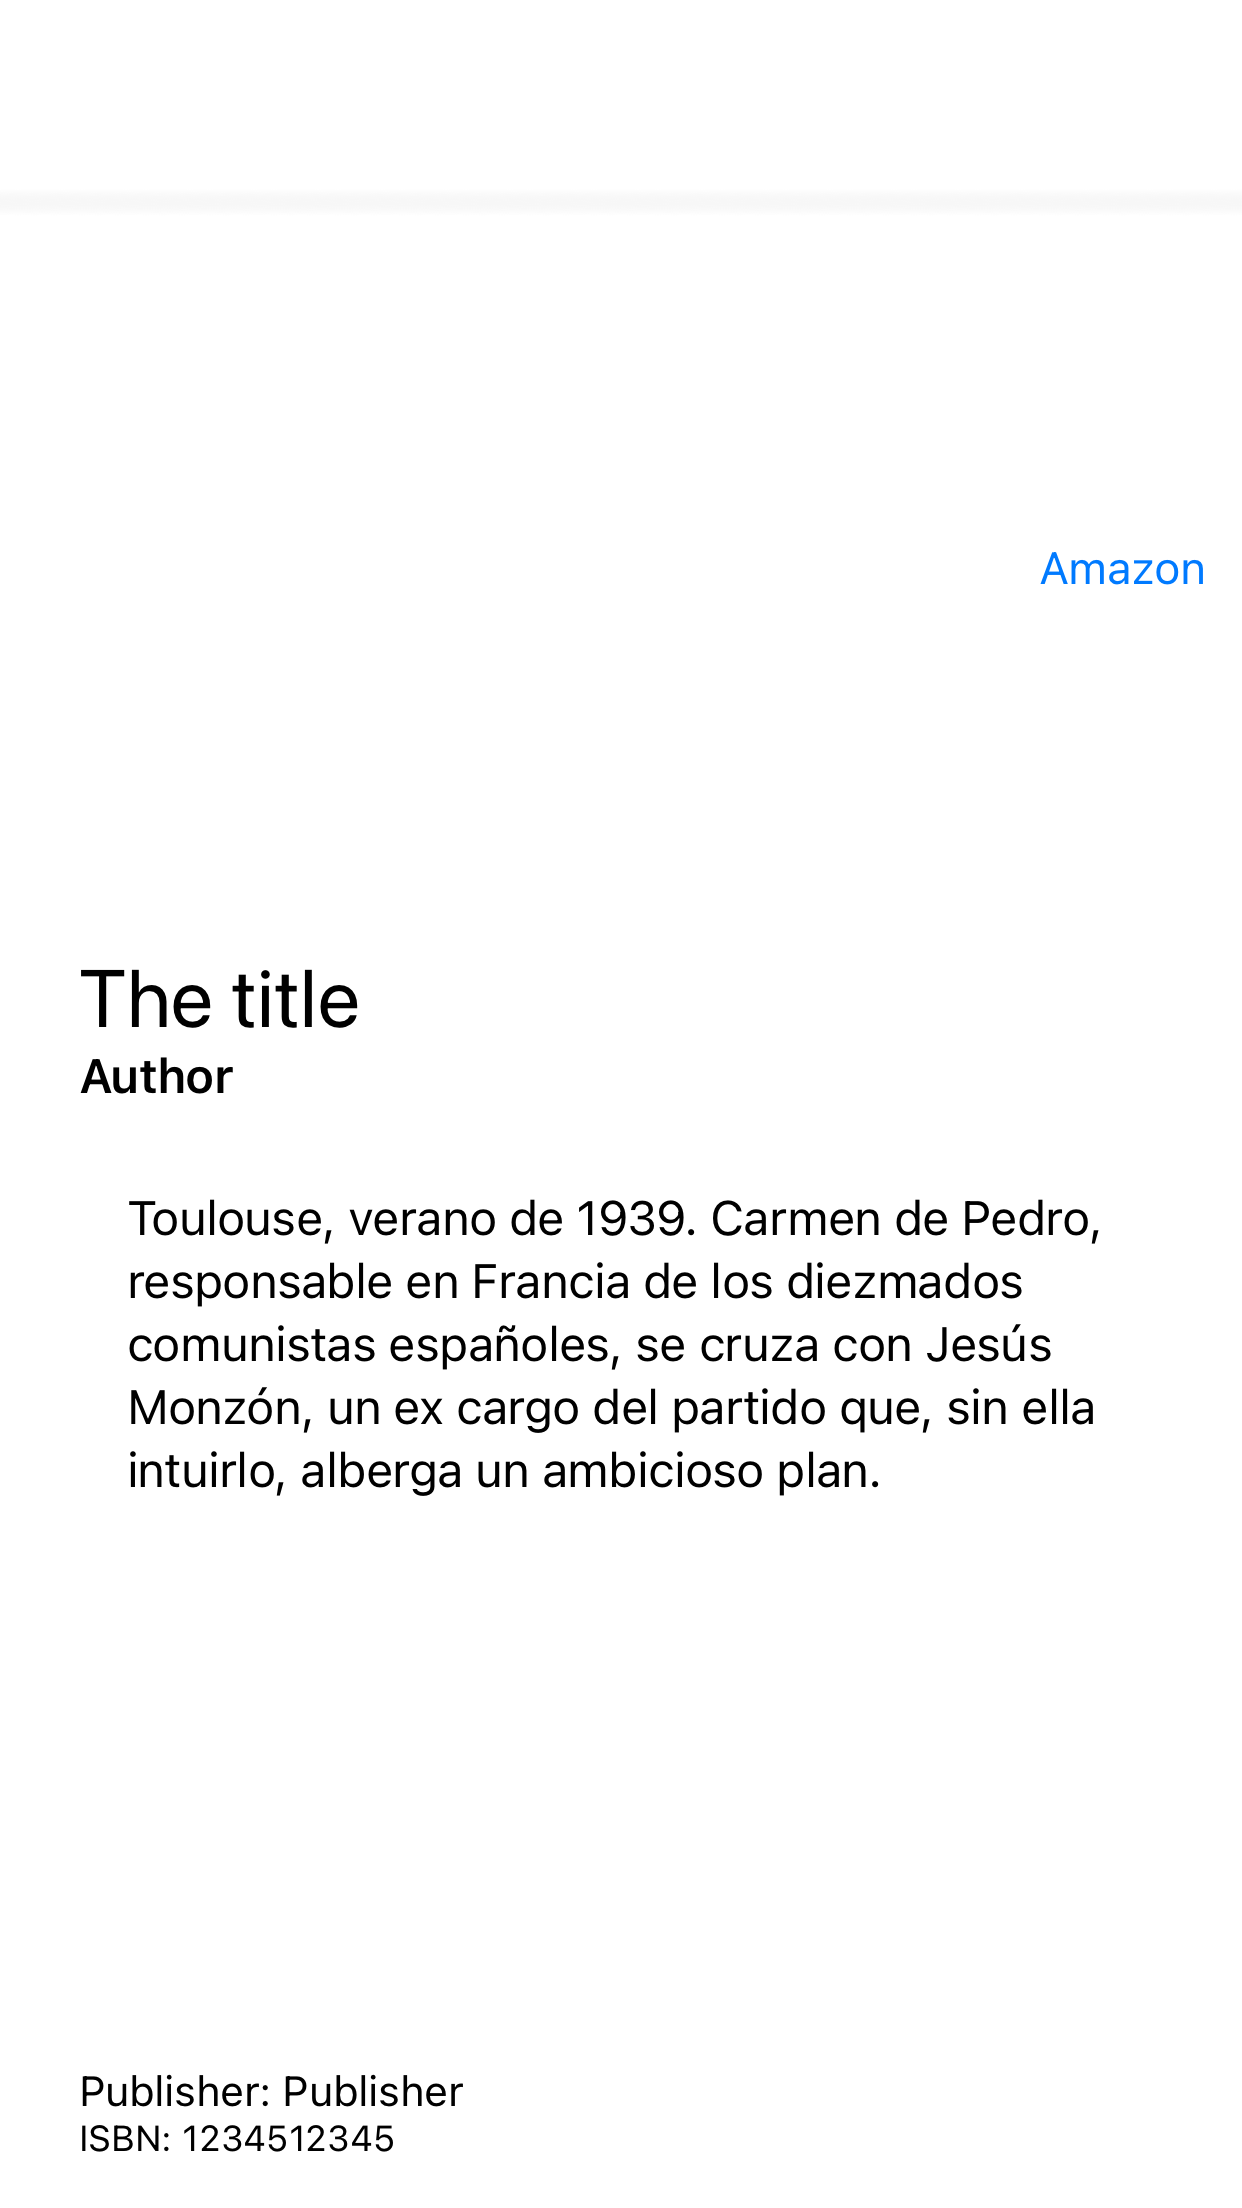 Amazon
The title
Author
Toulouse, verano de 1939. Carmen de Pedro,
responsable en Francia de los diezmados
comunistas españoles, se cruza con Jesús
Monzón, un ex cargo del partido que, sin ella
intuirlo, alberga un ambicioso plan.
Publisher: Publisher
ISBN: 1234512345